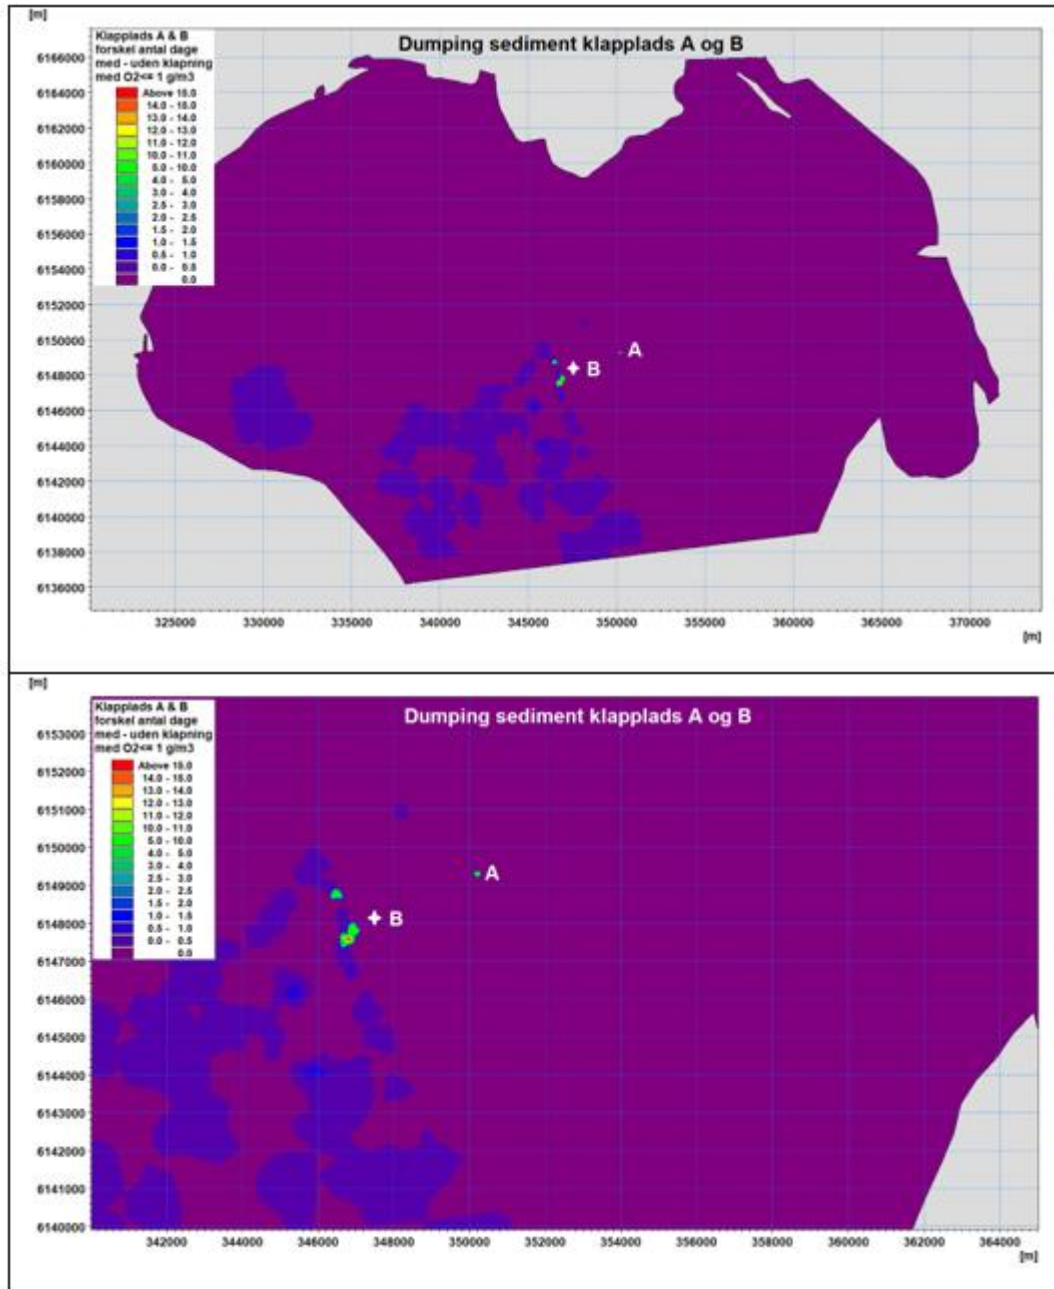 [m]
Klapplads A & B
forskel antal dage
med - uden klapning
med O2<= 1 g/m3
Above 15.0
14.0 - 15.0
13.0 - 14.0
12.0 - 13.0
11.0 - 12.0
10.0 - 11.0
5.0 - 10.0
4.0 - 5.0
3.0 - 4.0
2.5 - 3.0
2.0 - 2.5
1.5 - 2.0
1.0 - 1.5
0.5 - 1.0
0.0 - 0.5
0.0
Dumping sediment klapplads A og B
6166000
6164000
6162000
6160000
6158000
6156000
6154000
6152000
6150000
6148000
6146000
6144000
6142000
6140000
6138000
6136000
A
B
325000 330000 335000 340000 345000 350000 355000 360000 365000 370000
[m]
[m]
Klapplads A & B
forskel antal dage
med - uden klapning
med O2<= 1 g/m3
Above 15.0
14.0 - 15.0
13.0 - 14.0
12.0 - 13.0
11.0 - 12.0
10.0 - 11.0
5.0 - 10.0
4.0 - 5.0
3.0 - 4.0
2.5 - 3.0
2.0 - 2.5
1.5 - 2.0
1.0 - 1.5
0.5 - 1.0
0.0 - 0.5
0.0
Dumping sediment klapplads A og B
6153000
6152000
6151000
6150000
6149000
6148000
6147000
6146000
6145000
6144000
6143000
6142000
6141000
6140000
A
B
342000 344000 346000 348000 350000 352000 354000 356000 358000 360000 362000 364000
[m]